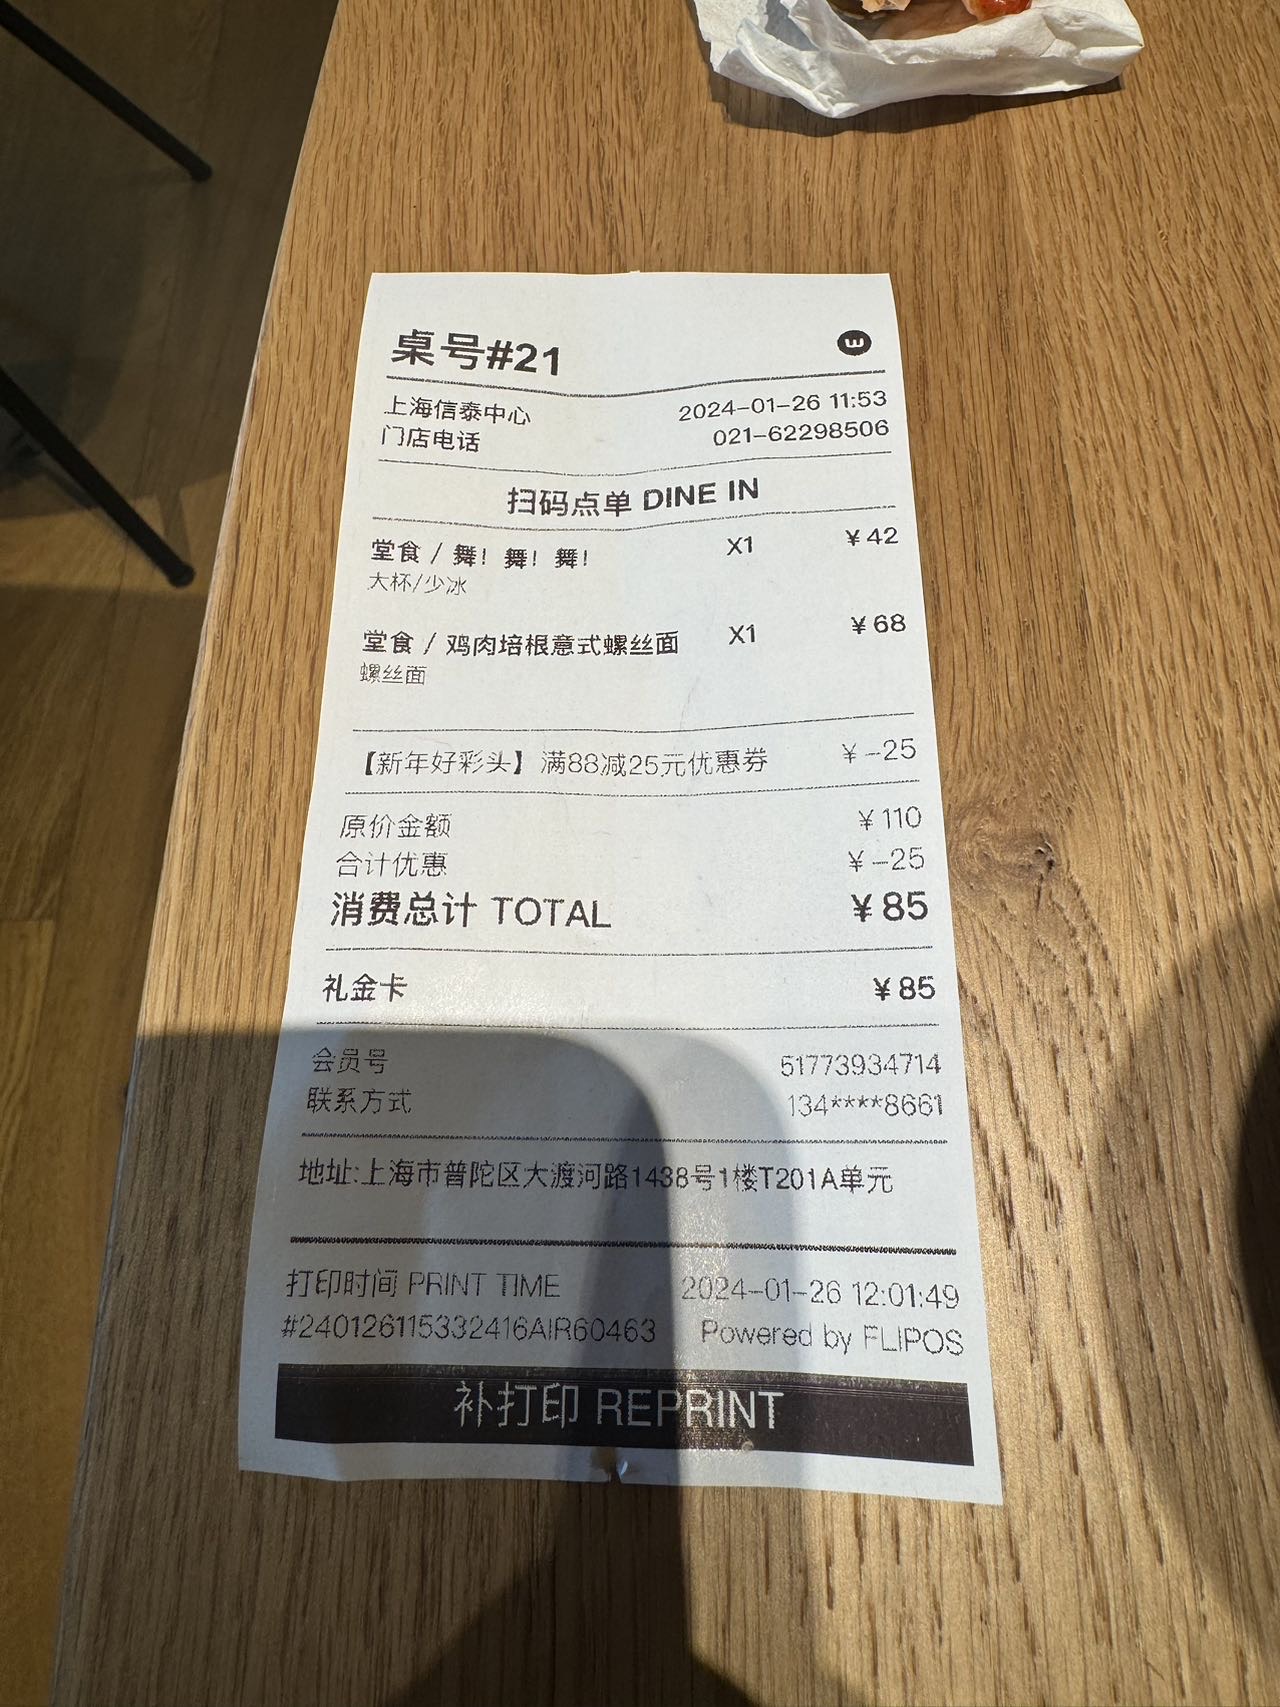 桌号#21
上海信泰中心 2024-01-26 11:53
门店电话 021-62298506
扫码点单 DINE IN
堂食 / 舞！舞！舞！ X1 ¥42
大杯/少冰
堂食 / 鸡肉培根意式螺丝面 X1 ¥68
螺丝面
【新年好彩头】满88减25元优惠券 ¥-25
原价金额 ¥110
合计优惠 ¥-25
消费总计 TOTAL ¥85
礼金卡 ¥85
会员号 51773934714
联系方式 134****8661
地址:上海市普陀区大渡河路1438号1楼T201A单元
打印时间 PRINT TIME 2024-01-26 12:01:49
#240126115332416AIR60463 Powered by FLIPOS
补打印 REPRINT